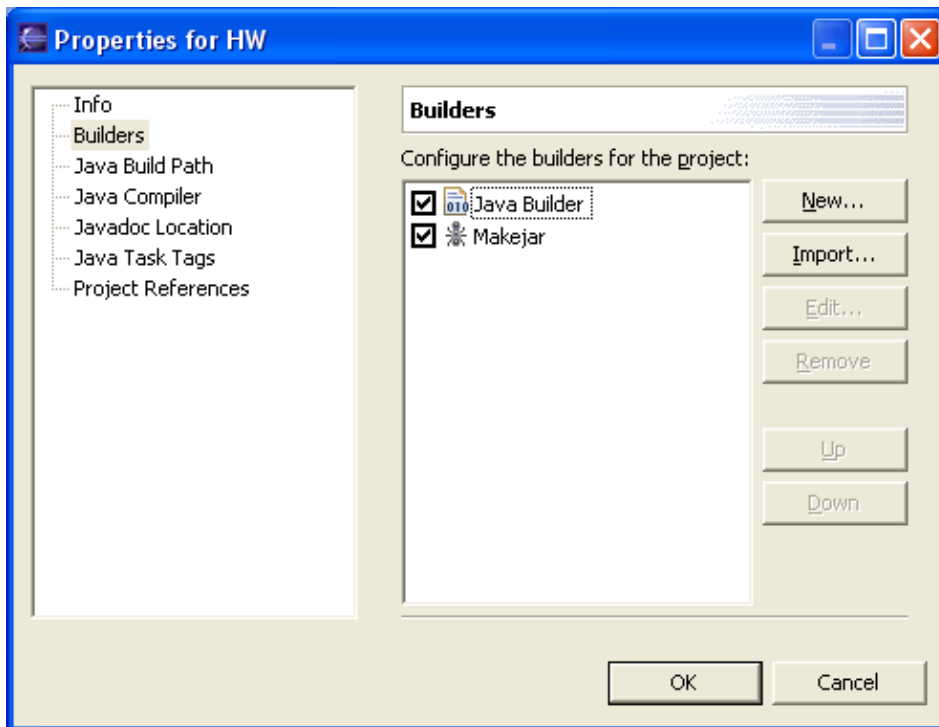 Properties for HW
Info
Builders
Java Build Path
Java Compiler
Javadoc Location
Java Task Tags
Project References
Builders
Configure the builders for the project:
010 Java Builder
Makejar
New...
Import...
Edit...
Remove
Up
Down
OK
Cancel